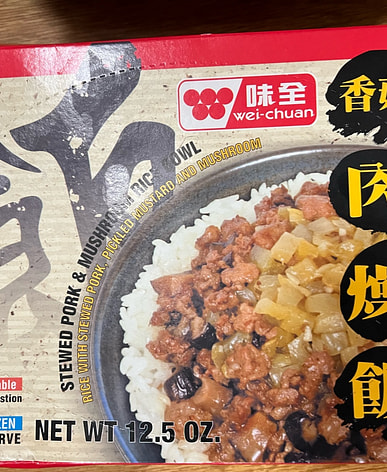 味全
wei-chuan
香菇
肉
燥
飯
飯
STEWED PORK & MUSHROOM RICE BOWL
RICE WITH STEWED PORK, PICKLED MUSTARD AND MUSHROOM
NET WT 12.5 OZ.